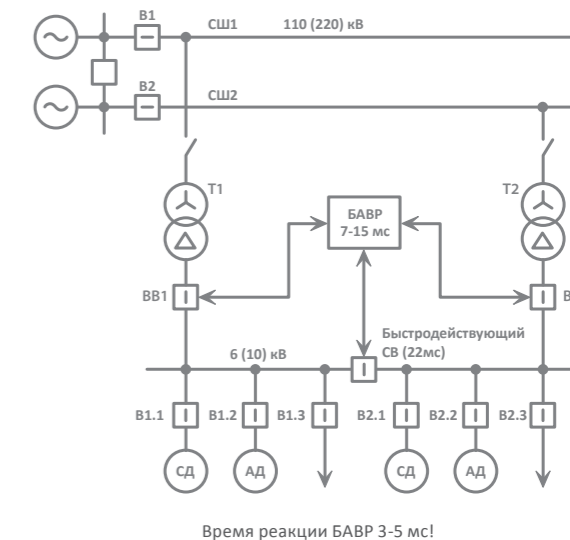 В1
СШ1
110 (220) кВ
В2
СШ2
Т1
Т2
БАВР
7-15 мс
ВВ1
В
Быстродействующий
СВ (22мс)
6 (10) кВ
В1.1
В1.2
В1.3
В2.1
В2.2
В2.3
СД
АД
СД
АД
Время реакции БАВР 3-5 мс!